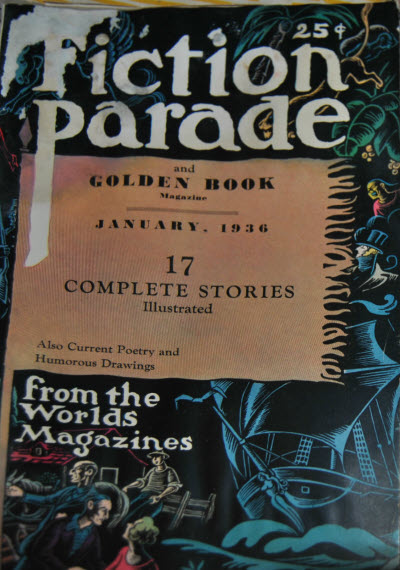 25¢
Fiction
parade
and
GOLDEN BOOK
Magazine
JANUARY, 1936
17
COMPLETE STORIES
Illustrated
Also Current Poetry and
Humorous Drawings
from the
Worlds
Magazines